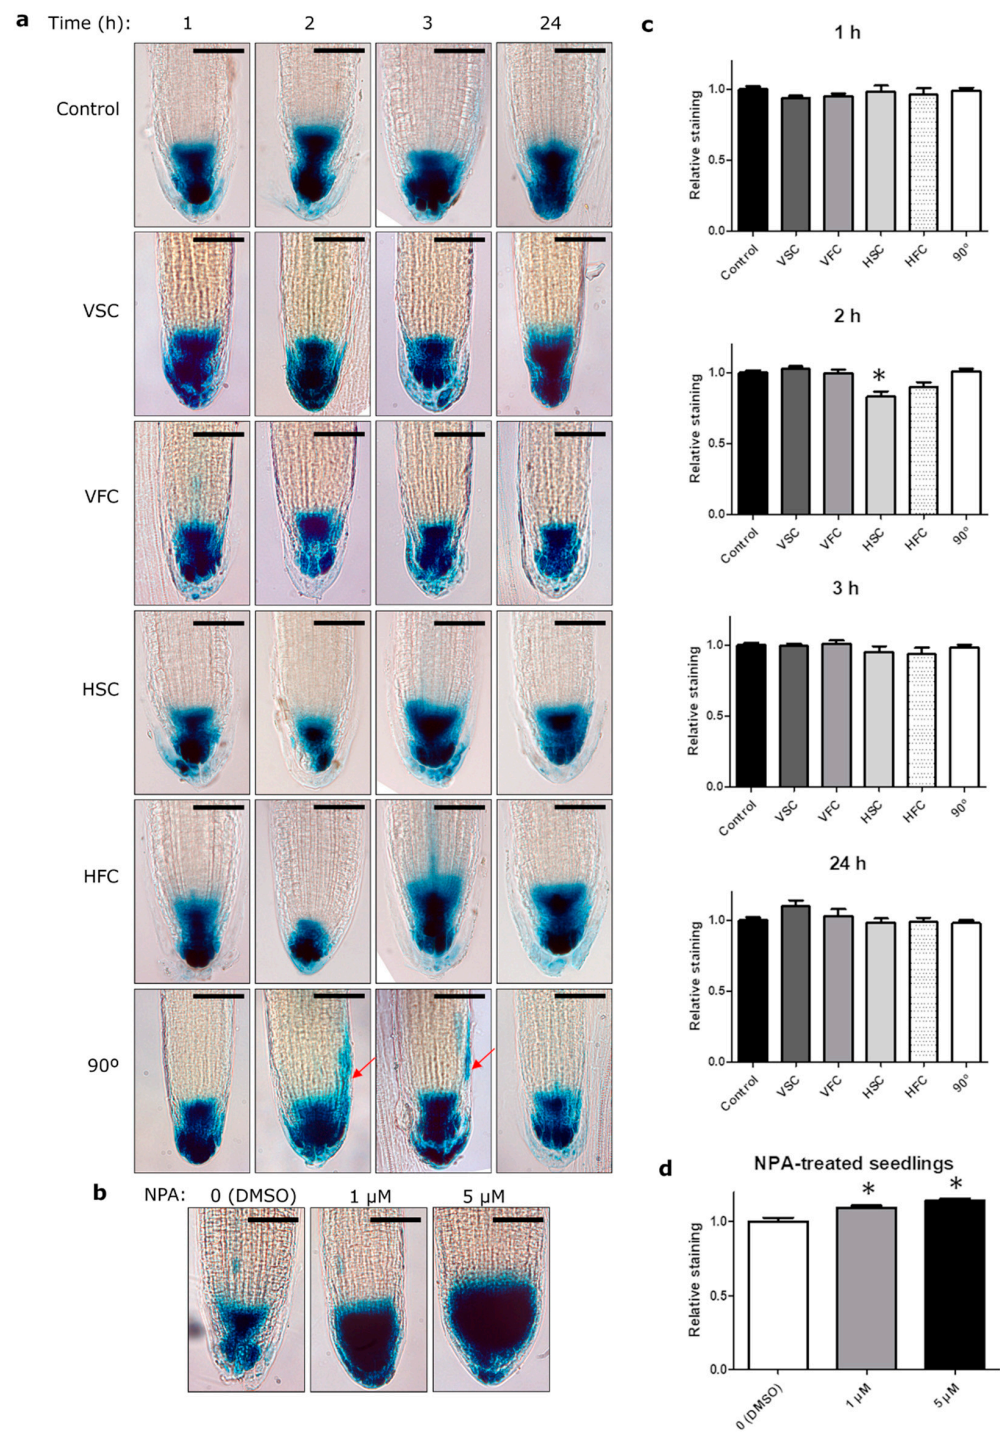 a Time (h): 1 2 3 24
Control
VSC
VFC
HSC
HFC
90º
b NPA: 0 (DMSO) 1 µM 5 µM
c
1 h
Relative staining
1.0
0.5
0.0
Control VSC VFC HSC HFC 90º
2 h
Relative staining
1.0
*
0.5
0.0
Control VSC VFC HSC HFC 90º
3 h
Relative staining
1.0
0.5
0.0
Control VSC VFC HSC HFC 90º
24 h
Relative staining
1.0
0.5
0.0
Control VSC VFC HSC HFC 90º
d
NPA-treated seedlings
Relative staining
* *
1.0
0.5
0.0
0 (DMSO) 1 µM 5 µM